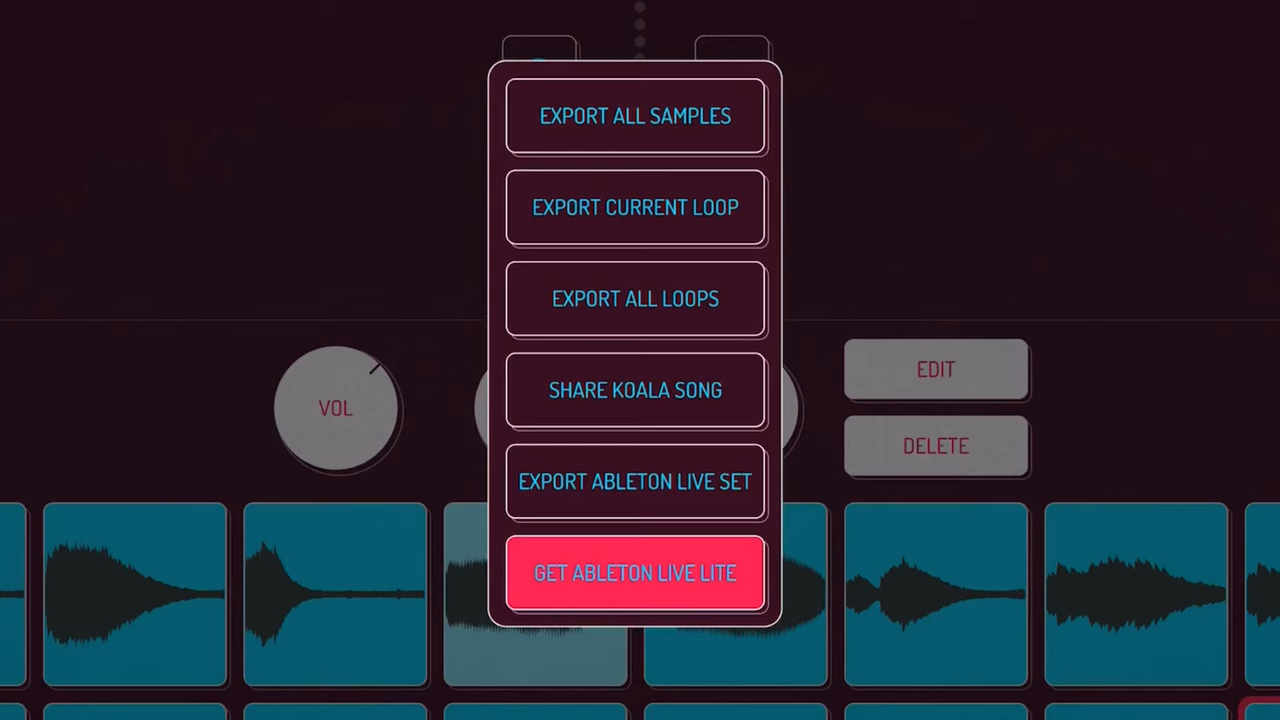 EXPORT ALL SAMPLES
EXPORT CURRENT LOOP
EXPORT ALL LOOPS
SHARE KOALA SONG
EXPORT ABLETON LIVE SET
GET ABLETON LIVE LITE
VOL
EDIT
DELETE